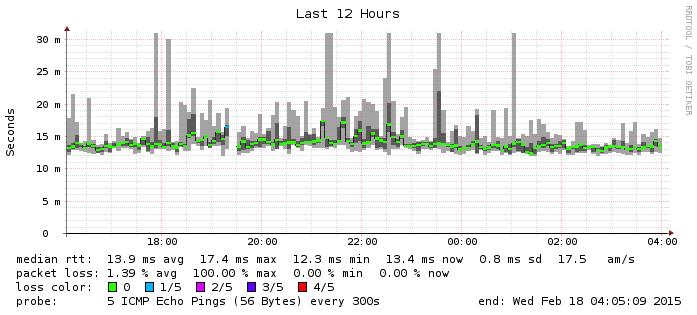 Last 12 Hours
RRDTOOL / TOBI OETIKER
Seconds
30 m
25 m
20 m
15 m
10 m
5 m
0
18:00 20:00 22:00 00:00 02:00 04:00
median rtt: 13.9 ms avg 17.4 ms max 12.3 ms min 13.4 ms now 0.8 ms sd 17.5 am/s
packet loss: 1.39 % avg 100.00 % max 0.00 % min 0.00 % now
loss color: 0 1/5 2/5 3/5 4/5
probe: 5 ICMP Echo Pings (56 Bytes) every 300s end: Wed Feb 18 04:05:09 2015